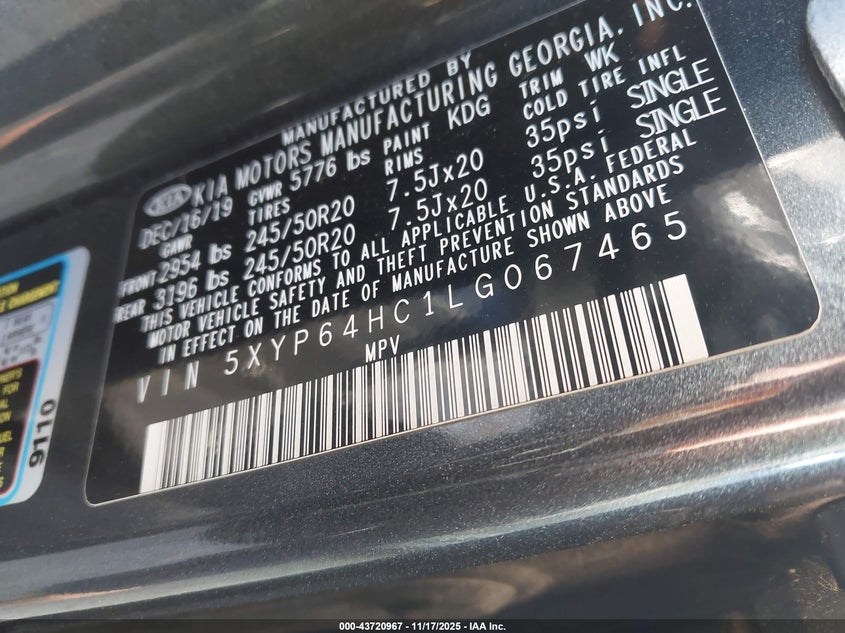 MANUFACTURED BY
KIA KIA MOTORS MANUFACTURING GEORGIA, INC.
DEC/16/19 GVWR 5776 lbs PAINT KDG TRIM WK
GAWR TIRES RIMS COLD TIRE INFL
FRONT 2954 lbs 245/50R20 7.5Jx20 35psi SINGLE
REAR 3196 lbs 245/50R20 7.5Jx20 35psi SINGLE
THIS VEHICLE CONFORMS TO ALL APPLICABLE U.S.A. FEDERAL
MOTOR VEHICLE SAFETY AND THEFT PREVENTION STANDARDS
IN EFFECT ON THE DATE OF MANUFACTURE SHOWN ABOVE
VIN 5XYP64HC1LG067465
MPV
9110
000-43720967 - 11/17/2025 - IAA Inc.